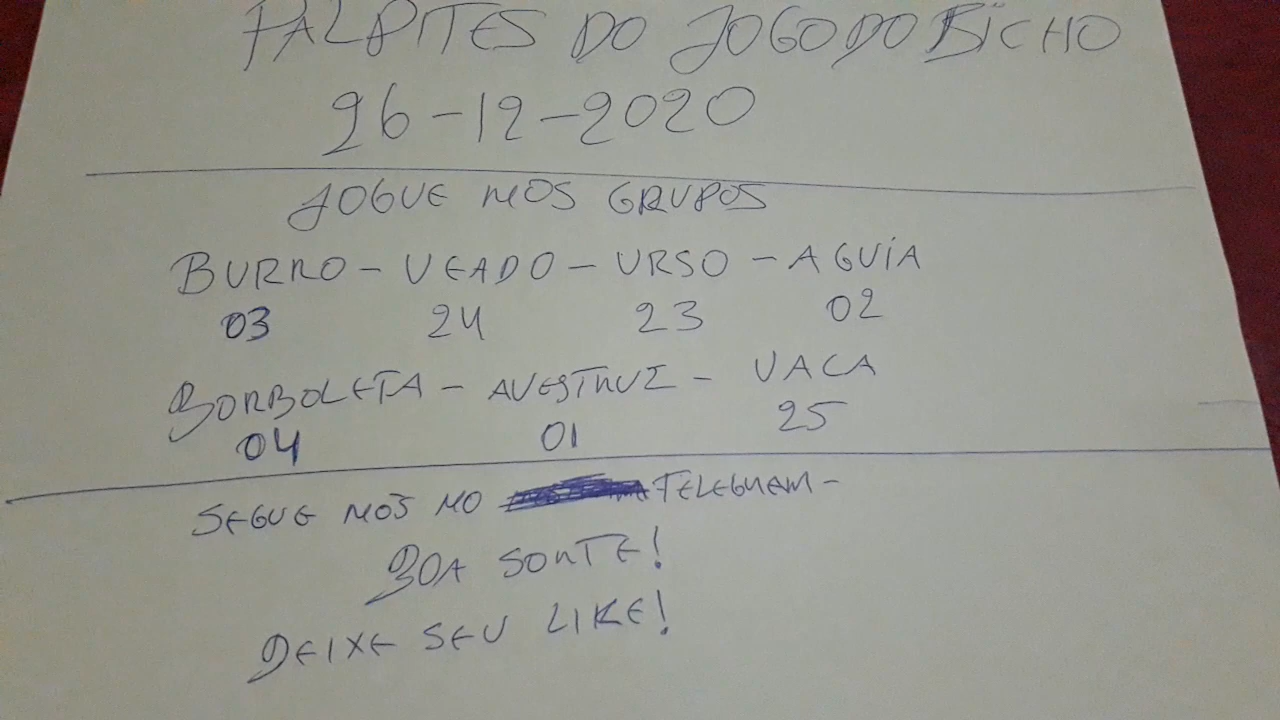 PALPITES DO JOGO DO BICHO
26-12-2020
JOGUE NOS GRUPOS
BURRO - VEADO - URSO - AGUIA
03 24 23 02
BORBOLETA - AVESTRUZ - VACA
04 01 25
SEGUE NOS NO TELEGRAM -
BOA SORTE!
DEIXE SEU LIKE!